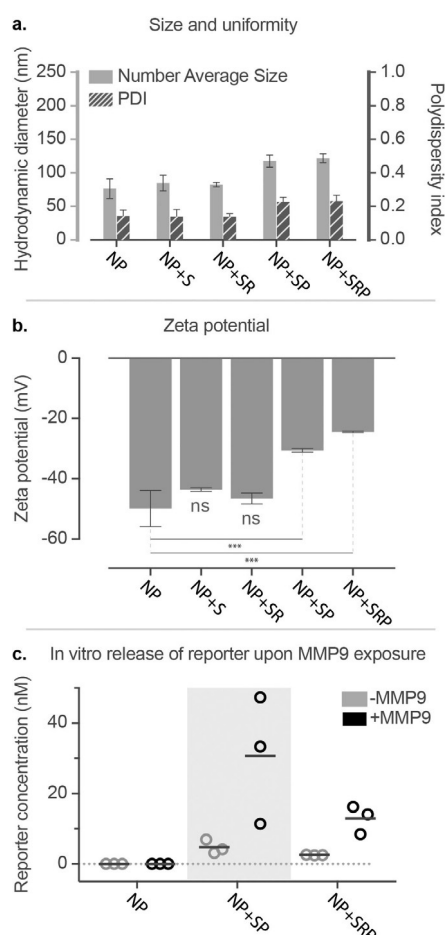 a. Size and uniformity
Hydrodynamic diameter (nm)
250
200
150
100
50
0
Number Average Size
PDI
1.0
0.8
0.6
0.4
0.2
0.0
Polydispersity index
NP
NP+S
NP+SR
NP+SP
NP+SRP
b. Zeta potential
Zeta potential (mV)
0
-20
-40
-60
ns
ns
***
***
NP
NP+S
NP+SR
NP+SP
NP+SRP
c. In vitro release of reporter upon MMP9 exposure
Reporter concentration (nM)
40
20
0
-MMP9
+MMP9
NP
NP+SP
NP+SRP